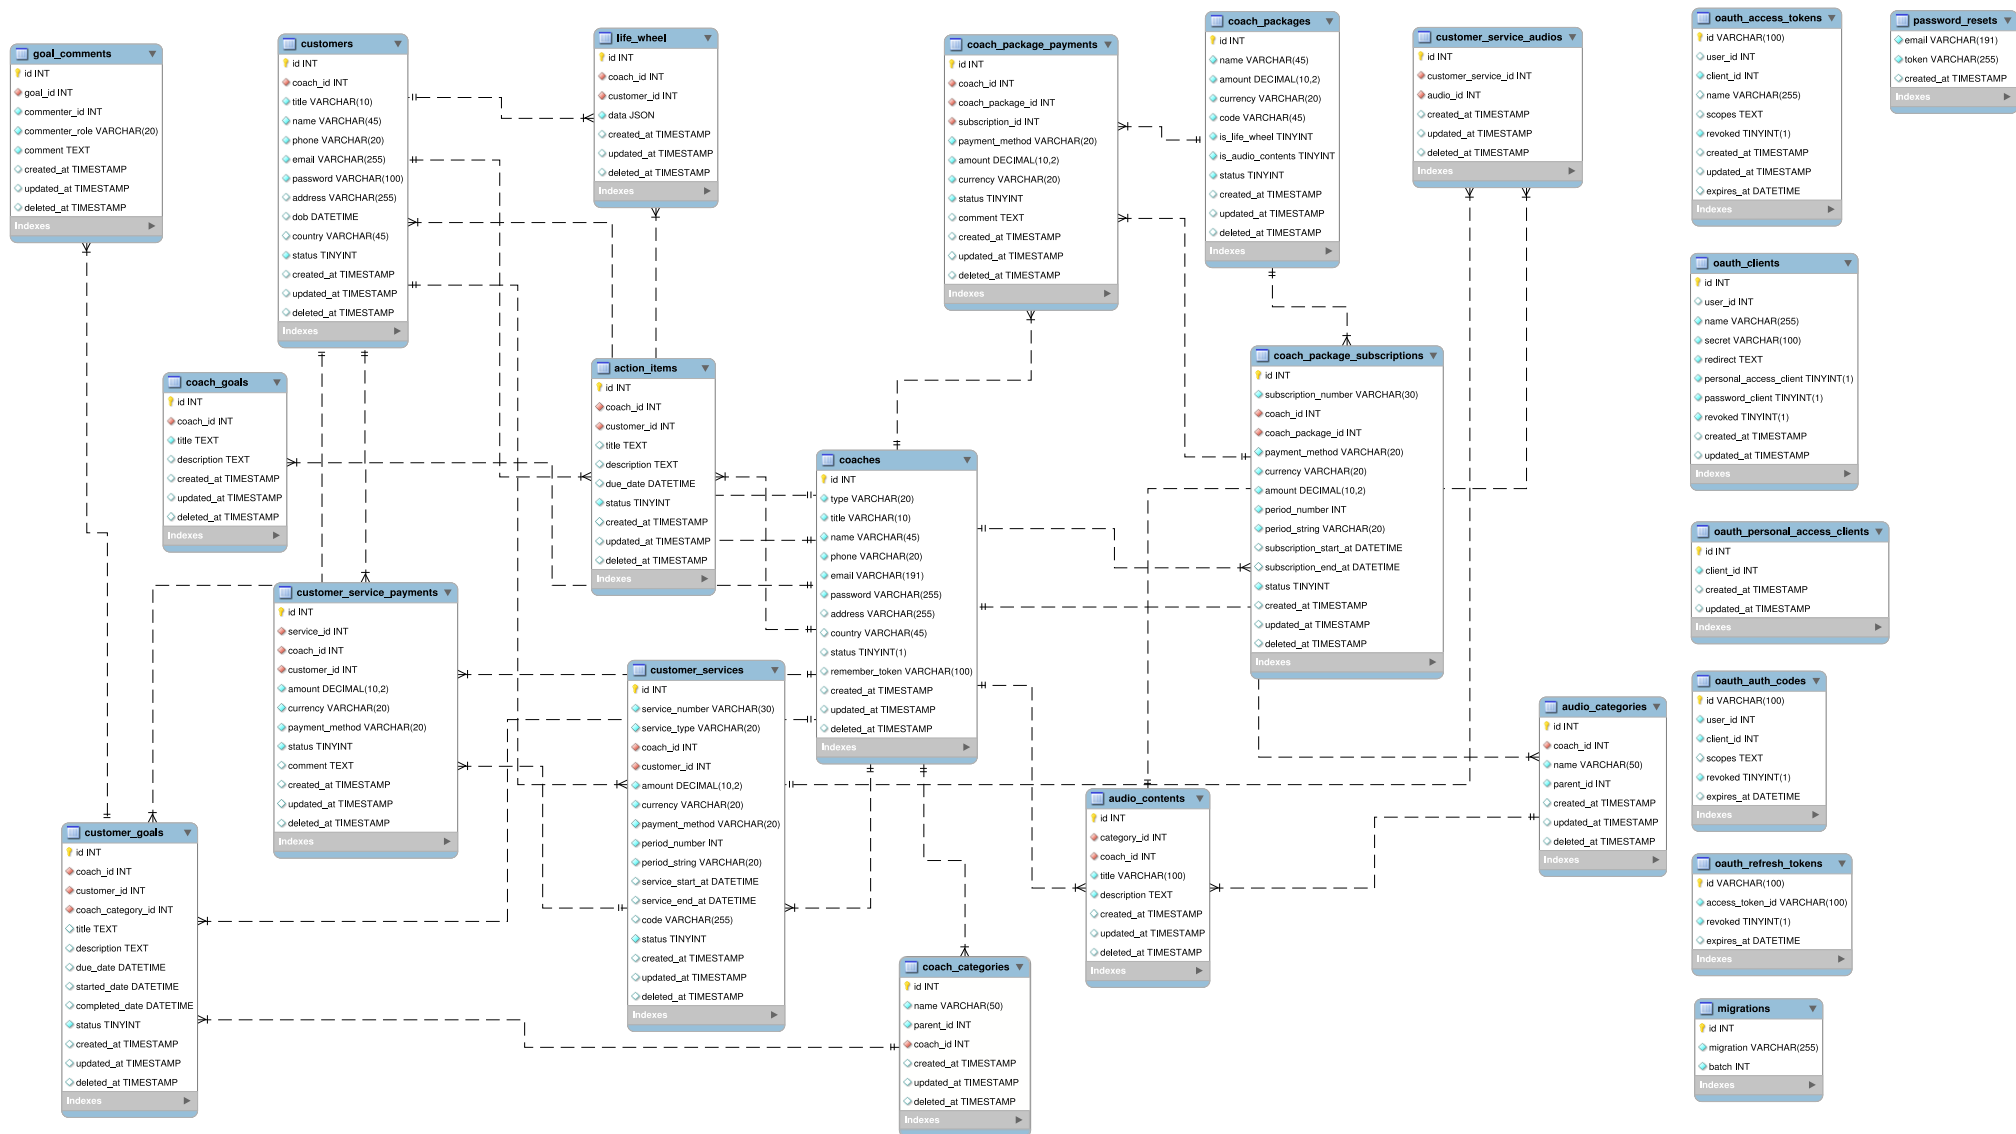 goal_comments
id INT
goal_id INT
commenter_id INT
commenter_role VARCHAR(20)
comment TEXT
created_at TIMESTAMP
updated_at TIMESTAMP
deleted_at TIMESTAMP
Indexes
customers
id INT
coach_id INT
title VARCHAR(10)
name VARCHAR(45)
phone VARCHAR(20)
email VARCHAR(255)
password VARCHAR(100)
address VARCHAR(255)
dob DATETIME
country VARCHAR(45)
status TINYINT
created_at TIMESTAMP
updated_at TIMESTAMP
deleted_at TIMESTAMP
Indexes
life_wheel
id INT
coach_id INT
customer_id INT
data JSON
created_at TIMESTAMP
updated_at TIMESTAMP
deleted_at TIMESTAMP
Indexes
coach_package_payments
id INT
coach_id INT
coach_package_id INT
subscription_id INT
payment_method VARCHAR(20)
amount DECIMAL(10,2)
currency VARCHAR(20)
status TINYINT
comment TEXT
created_at TIMESTAMP
updated_at TIMESTAMP
deleted_at TIMESTAMP
Indexes
coach_packages
id INT
name VARCHAR(45)
amount DECIMAL(10,2)
currency VARCHAR(20)
code VARCHAR(45)
is_life_wheel TINYINT
is_audio_contents TINYINT
status TINYINT
created_at TIMESTAMP
updated_at TIMESTAMP
deleted_at TIMESTAMP
Indexes
customer_service_audios
id INT
customer_service_id INT
audio_id INT
created_at TIMESTAMP
updated_at TIMESTAMP
deleted_at TIMESTAMP
Indexes
oauth_access_tokens
id VARCHAR(100)
user_id INT
client_id INT
name VARCHAR(255)
scopes TEXT
revoked TINYINT(1)
created_at TIMESTAMP
updated_at TIMESTAMP
expires_at DATETIME
Indexes
password_resets
email VARCHAR(191)
token VARCHAR(255)
created_at TIMESTAMP
Indexes
oauth_clients
id INT
user_id INT
name VARCHAR(255)
secret VARCHAR(100)
redirect TEXT
personal_access_client TINYINT(1)
password_client TINYINT(1)
revoked TINYINT(1)
created_at TIMESTAMP
updated_at TIMESTAMP
Indexes
coach_goals
id INT
coach_id INT
title TEXT
description TEXT
created_at TIMESTAMP
updated_at TIMESTAMP
deleted_at TIMESTAMP
Indexes
action_items
id INT
coach_id INT
customer_id INT
title TEXT
description TEXT
due_date DATETIME
status TINYINT
created_at TIMESTAMP
updated_at TIMESTAMP
deleted_at TIMESTAMP
Indexes
coaches
id INT
type VARCHAR(20)
title VARCHAR(10)
name VARCHAR(45)
phone VARCHAR(20)
email VARCHAR(191)
password VARCHAR(255)
address VARCHAR(255)
country VARCHAR(45)
status TINYINT(1)
remember_token VARCHAR(100)
created_at TIMESTAMP
updated_at TIMESTAMP
deleted_at TIMESTAMP
Indexes
coach_package_subscriptions
id INT
subscription_number VARCHAR(30)
coach_id INT
coach_package_id INT
payment_method VARCHAR(20)
currency VARCHAR(20)
amount DECIMAL(10,2)
period_number INT
period_string VARCHAR(20)
subscription_start_at DATETIME
subscription_end_at DATETIME
status TINYINT
created_at TIMESTAMP
updated_at TIMESTAMP
deleted_at TIMESTAMP
Indexes
oauth_personal_access_clients
id INT
client_id INT
created_at TIMESTAMP
updated_at TIMESTAMP
Indexes
customer_service_payments
id INT
service_id INT
coach_id INT
customer_id INT
amount DECIMAL(10,2)
currency VARCHAR(20)
payment_method VARCHAR(20)
status TINYINT
comment TEXT
created_at TIMESTAMP
updated_at TIMESTAMP
deleted_at TIMESTAMP
Indexes
customer_services
id INT
service_number VARCHAR(30)
service_type VARCHAR(20)
coach_id INT
customer_id INT
amount DECIMAL(10,2)
currency VARCHAR(20)
payment_method VARCHAR(20)
period_number INT
period_string VARCHAR(20)
service_start_at DATETIME
service_end_at DATETIME
code VARCHAR(255)
status TINYINT
created_at TIMESTAMP
updated_at TIMESTAMP
deleted_at TIMESTAMP
Indexes
audio_categories
id INT
coach_id INT
name VARCHAR(50)
parent_id INT
created_at TIMESTAMP
updated_at TIMESTAMP
deleted_at TIMESTAMP
Indexes
oauth_auth_codes
id VARCHAR(100)
user_id INT
client_id INT
scopes TEXT
revoked TINYINT(1)
expires_at DATETIME
Indexes
customer_goals
id INT
coach_id INT
customer_id INT
coach_category_id INT
title TEXT
description TEXT
due_date DATETIME
started_date DATETIME
completed_date DATETIME
status TINYINT
created_at TIMESTAMP
updated_at TIMESTAMP
deleted_at TIMESTAMP
Indexes
audio_contents
id INT
category_id INT
coach_id INT
title VARCHAR(100)
description TEXT
created_at TIMESTAMP
updated_at TIMESTAMP
deleted_at TIMESTAMP
Indexes
oauth_refresh_tokens
id VARCHAR(100)
access_token_id VARCHAR(100)
revoked TINYINT(1)
expires_at DATETIME
Indexes
coach_categories
id INT
name VARCHAR(50)
parent_id INT
coach_id INT
created_at TIMESTAMP
updated_at TIMESTAMP
deleted_at TIMESTAMP
Indexes
migrations
id INT
migration VARCHAR(255)
batch INT
Indexes